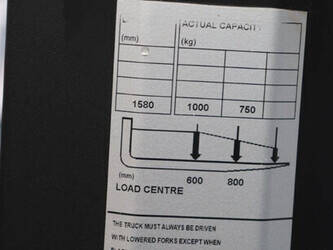 L ACTUAL CAPACITY
(mm) (kg)
1580 1000 750
(mm) 600 800
LOAD CENTRE
THE TRUCK MUST ALWAYS BE DRIVEN
WITH LOWERED FORKS EXCEPT WHEN